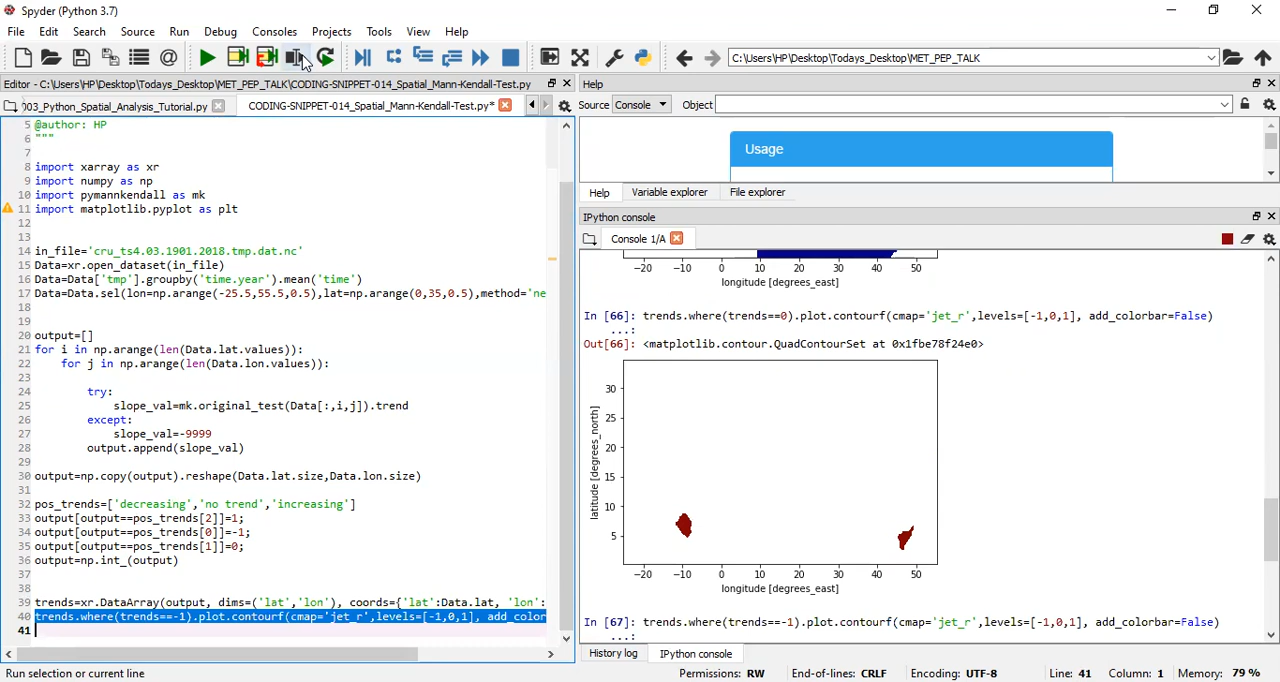 Spyder (Python 3.7)
File Edit Search Source Run Debug Consoles Projects Tools View Help
C:\Users\HP\Desktop\Todays_Desktop\MET_PEP_TALK
Editor - C:\Users\HP\Desktop\Todays_Desktop\MET_PEP_TALK\CODING-SNIPPET-014_Spatial_Mann-Kendall-Test.py
Help
003_Python_Spatial_Analysis_Tutorial.py CODING-SNIPPET-014_Spatial_Mann-Kendall-Test.py*
Source Console Object
Usage
Help Variable explorer File explorer
IPython console
Console 1/A
5 @author: HP
6 """
7
8 import xarray as xr
9 import numpy as np
10 import pymannkendall as mk
11 import matplotlib.pyplot as plt
12
13
14 in_file='cru_ts4.03.1901.2018.tmp.dat.nc'
15 Data=xr.open_dataset(in_file)
16 Data=Data['tmp'].groupby('time.year').mean('time')
17 Data=Data.sel(lon=np.arange(-25.5,55.5,0.5),lat=np.arange(0,35,0.5),method='ne
18
19
20 output=[]
21 for i in np.arange(len(Data.lat.values)):
22 for j in np.arange(len(Data.lon.values)):
23
24 try:
25 slope_val=mk.original_test(Data[:,i,j]).trend
26 except:
27 slope_val=-9999
28 output.append(slope_val)
29
30 output=np.copy(output).reshape(Data.lat.size,Data.lon.size)
31
32 pos_trends=['decreasing','no trend','increasing']
33 output[output==pos_trends[2]]=1;
34 output[output==pos_trends[0]]=-1;
35 output[output==pos_trends[1]]=0;
36 output=np.int_(output)
37
38
39 trends=xr.DataArray(output, dims=('lat','lon'), coords={'lat':Data.lat, 'lon':
40 trends.where(trends==-1).plot.contourf(cmap='jet_r',levels=[-1,0,1], add_color
41
−20 −10 0 10 20 30 40 50
longitude [degrees_east]
In [66]: trends.where(trends==0).plot.contourf(cmap='jet_r',levels=[-1,0,1], add_colorbar=False)
...:
Out[66]: <matplotlib.contour.QuadContourSet at 0x1fbe78f24e0>
30
25
20
15
10
5
latitude [degrees_north]
−20 −10 0 10 20 30 40 50
longitude [degrees_east]
In [67]: trends.where(trends==-1).plot.contourf(cmap='jet_r',levels=[-1,0,1], add_colorbar=False)
...:
History log IPython console
Run selection or current line
Permissions: RW End-of-lines: CRLF Encoding: UTF-8 Line: 41 Column: 1 Memory: 79 %